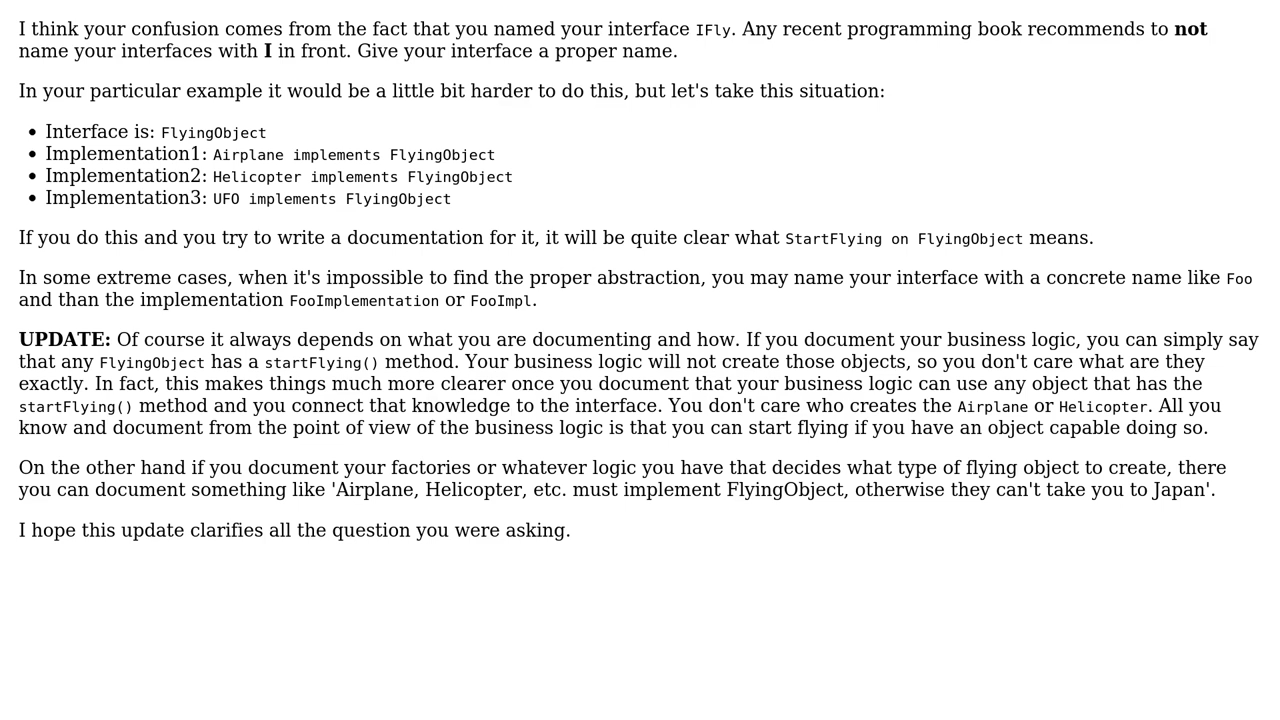 I think your confusion comes from the fact that you named your interface IFly. Any recent programming book recommends to not
name your interfaces with I in front. Give your interface a proper name.
In your particular example it would be a little bit harder to do this, but let's take this situation:
• Interface is: FlyingObject
• Implementation1: Airplane implements FlyingObject
• Implementation2: Helicopter implements FlyingObject
• Implementation3: UFO implements FlyingObject
If you do this and you try to write a documentation for it, it will be quite clear what StartFlying on FlyingObject means.
In some extreme cases, when it's impossible to find the proper abstraction, you may name your interface with a concrete name like Foo
and than the implementation FooImplementation or FooImpl.
UPDATE: Of course it always depends on what you are documenting and how. If you document your business logic, you can simply say
that any FlyingObject has a startFlying() method. Your business logic will not create those objects, so you don't care what are they
exactly. In fact, this makes things much more clearer once you document that your business logic can use any object that has the
startFlying() method and you connect that knowledge to the interface. You don't care who creates the Airplane or Helicopter. All you
know and document from the point of view of the business logic is that you can start flying if you have an object capable doing so.
On the other hand if you document your factories or whatever logic you have that decides what type of flying object to create, there
you can document something like 'Airplane, Helicopter, etc. must implement FlyingObject, otherwise they can't take you to Japan'.
I hope this update clarifies all the question you were asking.